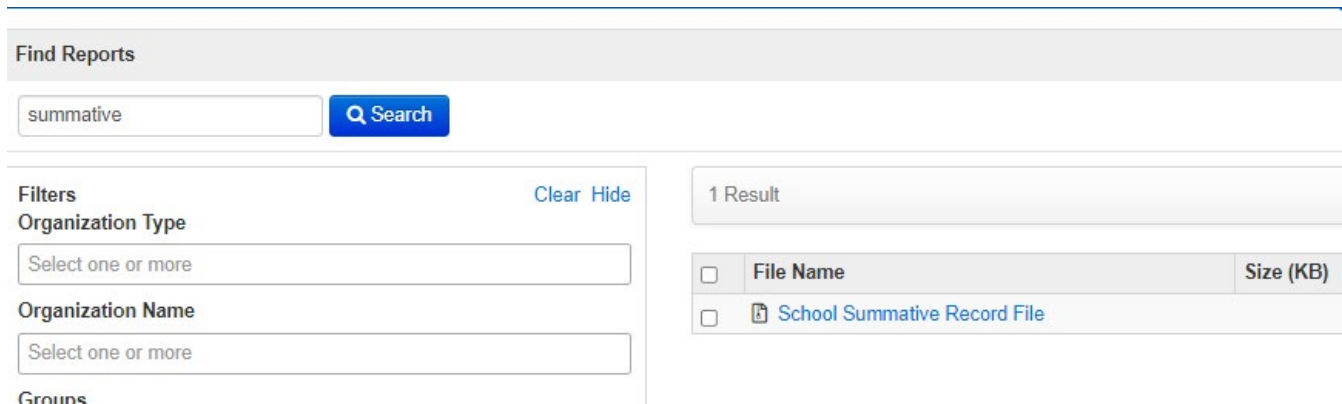 Find Reports
summative
Search
Filters
Clear Hide
Organization Type
Select one or more
Organization Name
Select one or more
Groups
1 Result
File Name Size (KB)
School Summative Record File